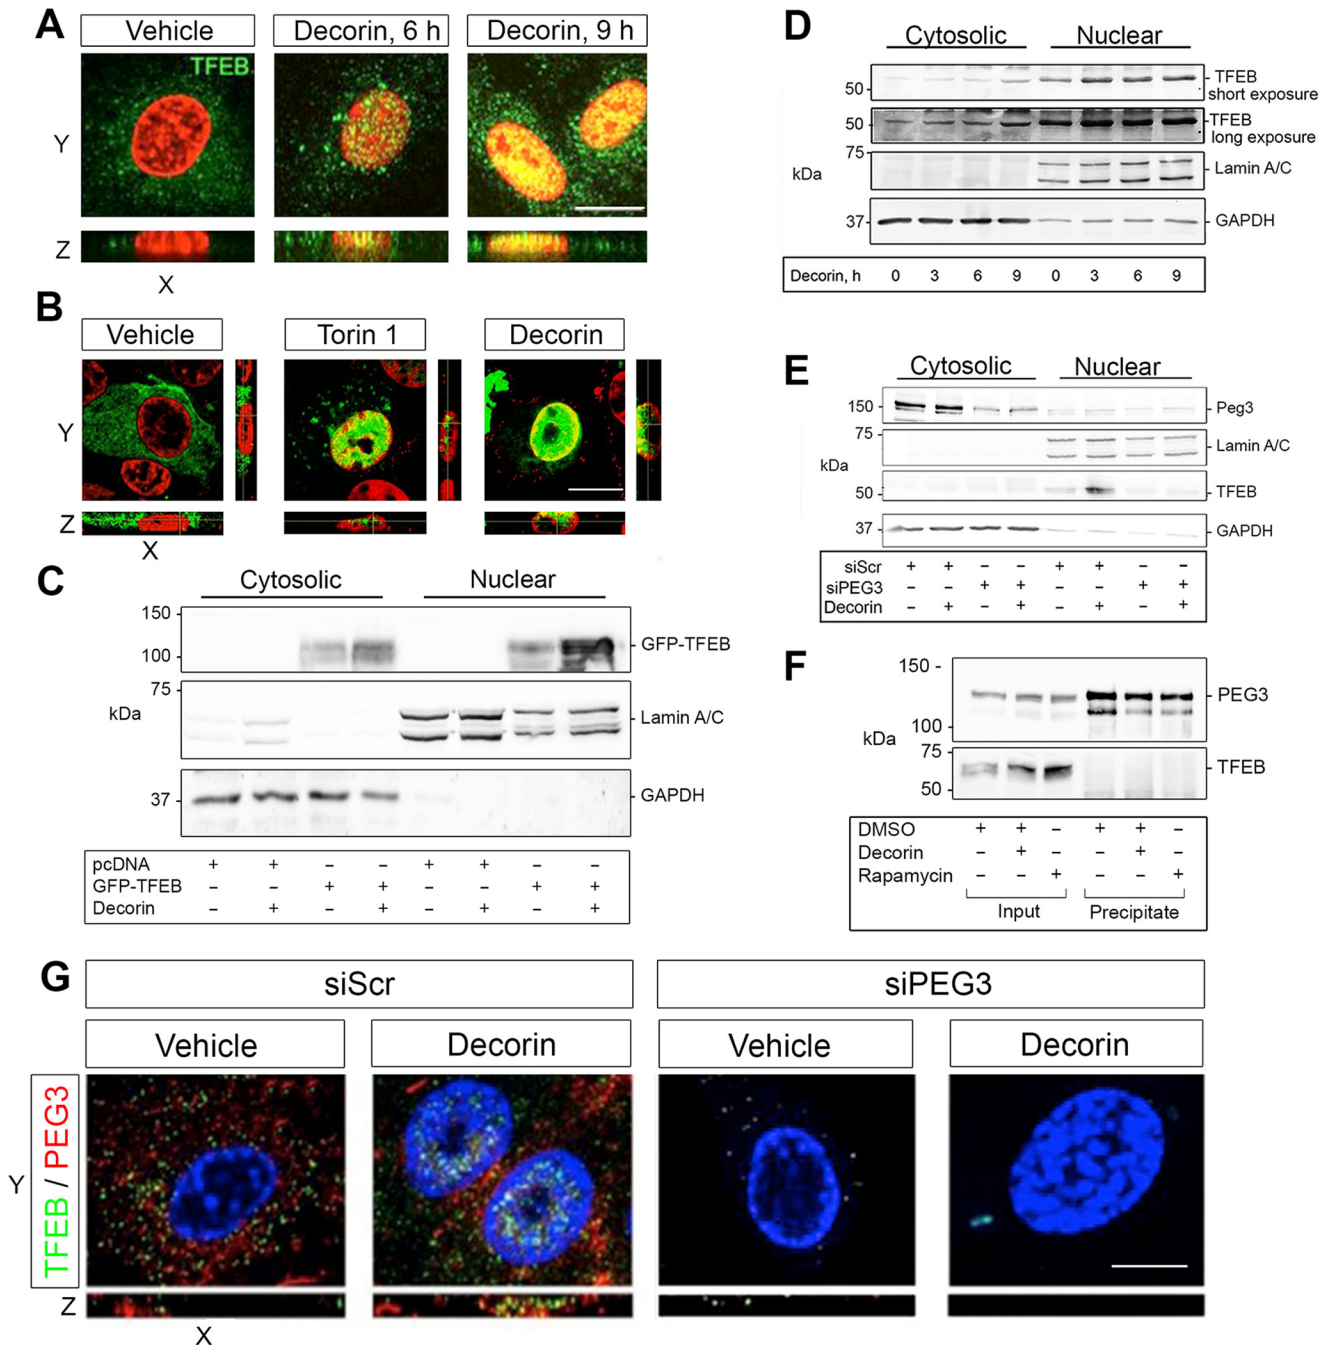 A
Vehicle
Decorin, 6 h
Decorin, 9 h
TFEB
Y
Z
X
B
Vehicle
Torin 1
Decorin
Y
Z
X
C
Cytosolic
Nuclear
150
100
GFP-TFEB
75
kDa
Lamin A/C
37
GAPDH
pcDNA + + – – + + – –
GFP-TFEB – – + + – – + +
Decorin – + – + – + – +
D
Cytosolic
Nuclear
50
TFEB
short exposure
50
TFEB
long exposure
75
kDa
Lamin A/C
37
GAPDH
Decorin, h 0 3 6 9 0 3 6 9
E
Cytosolic
Nuclear
150
Peg3
75
Lamin A/C
kDa
50
TFEB
37
GAPDH
siScr + + – – + + – –
siPEG3 – – + + – – + +
Decorin – + – + – + – +
F
150
PEG3
100
kDa
75
TFEB
50
DMSO + + – + + –
Decorin – + – – + –
Rapamycin – – + – – +
Input
Precipitate
G
siScr
siPEG3
Vehicle
Decorin
Vehicle
Decorin
TFEB / PEG3
Y
Z
X